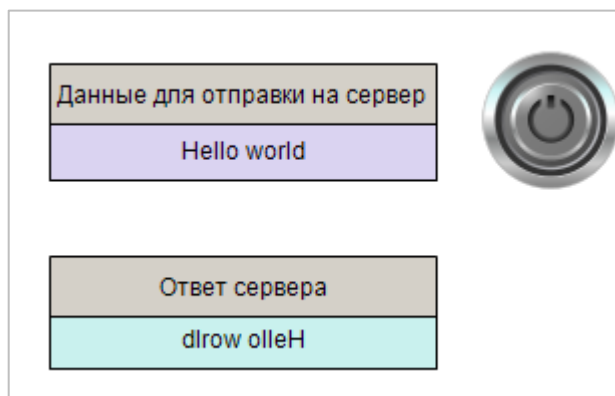 Данные для отправки на сервер
Hello world
Ответ сервера
dlrow olleH